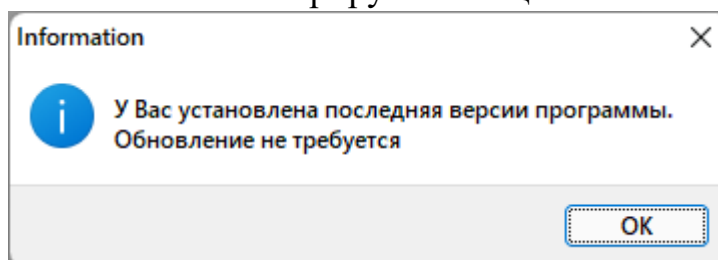 Information
У Вас установлена последняя версии программы.
Обновление не требуется
OK